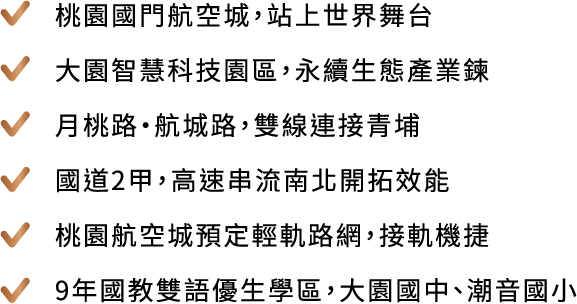 桃園國門航空城，站上世界舞台
大園智慧科技園區，永續生態產業鍊
月桃路•航城路，雙線連接青埔
國道2甲，高速串流南北開拓效能
桃園航空城預定輕軌路網，接軌機捷
9年國教雙語優生學區，大園國中、潮音國小